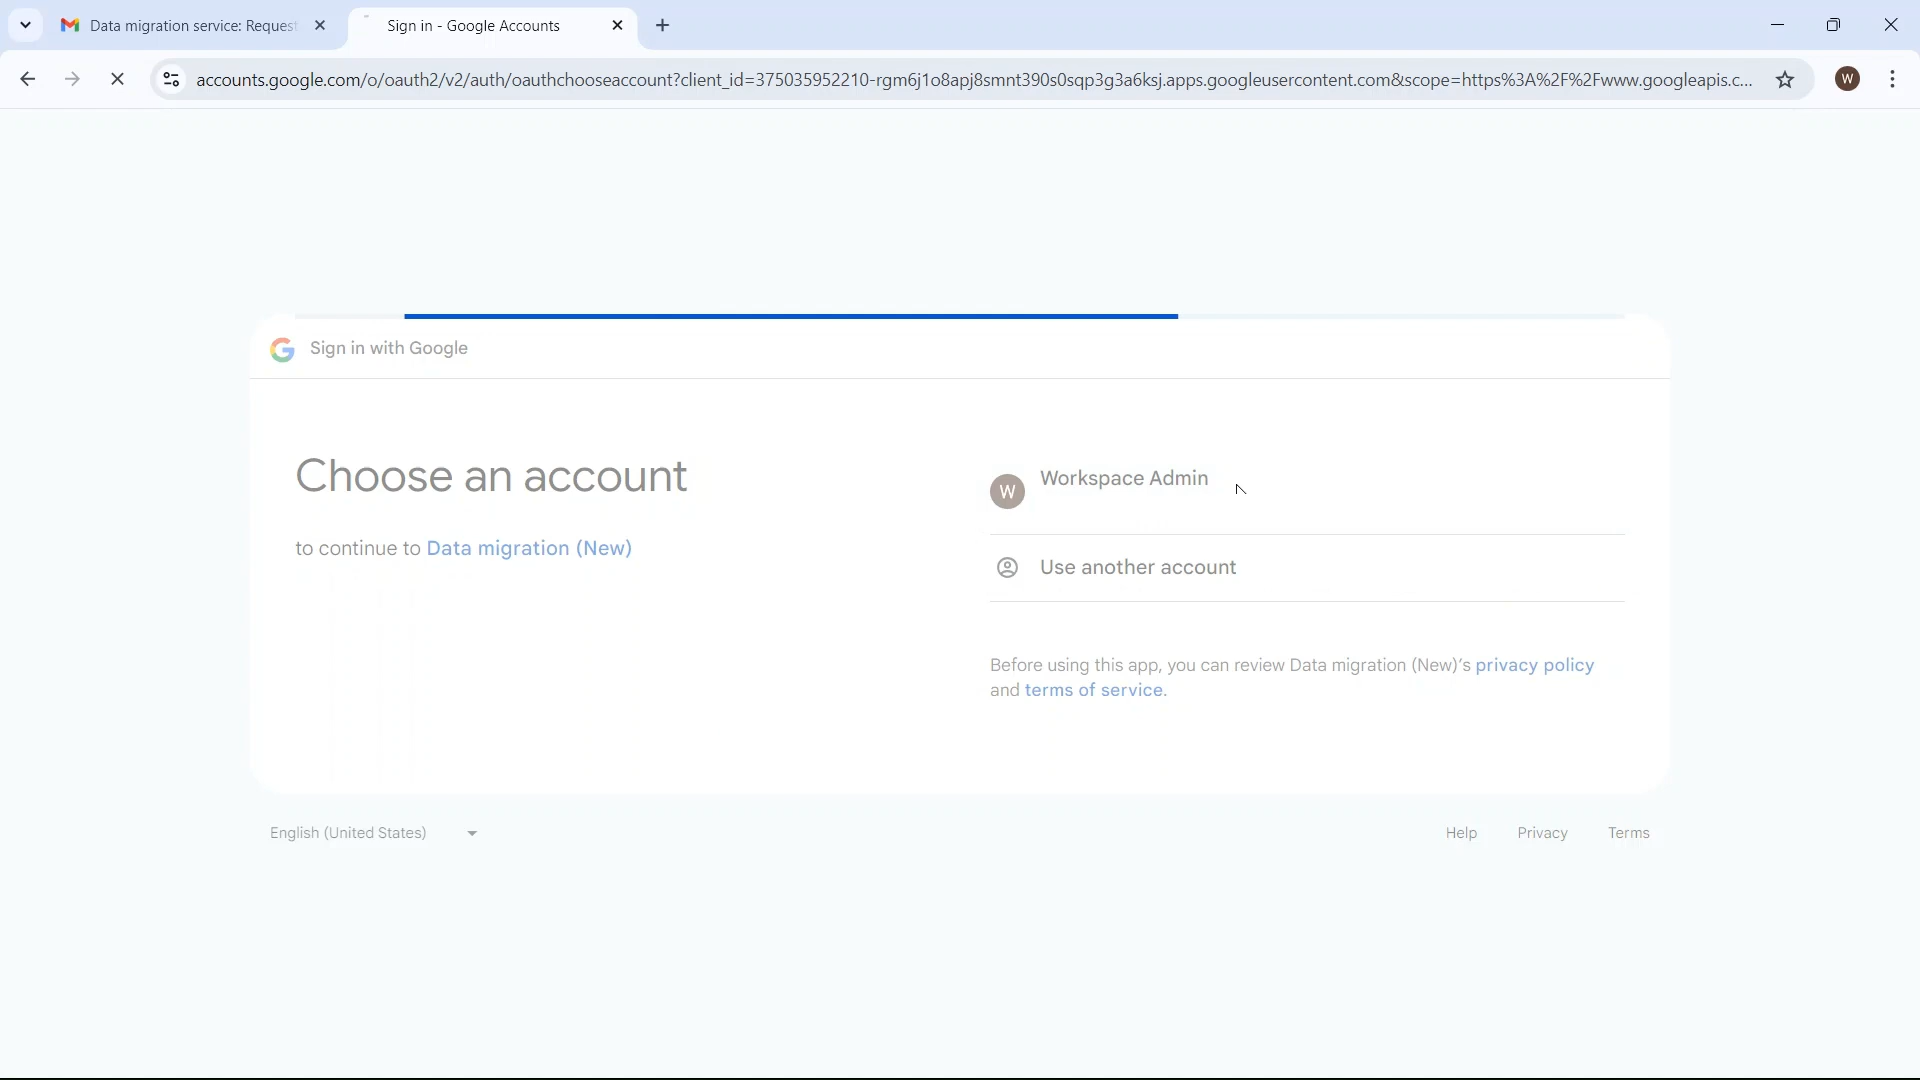 Data migration service: Request
Sign in - Google Accounts
accounts.google.com/o/oauth2/v2/auth/oauthchooseaccount?client_id=375035952210-rgm6j1o8apj8smnt390s0sqp3g3a6ksj.apps.googleusercontent.com&scope=https%3A%2F%2Fwww.googleapis.c...
W
Sign in with Google
Choose an account
to continue to Data migration (New)
W
Workspace Admin
Use another account
Before using this app, you can review Data migration (New)'s privacy policy
and terms of service.
English (United States)
Help
Privacy
Terms